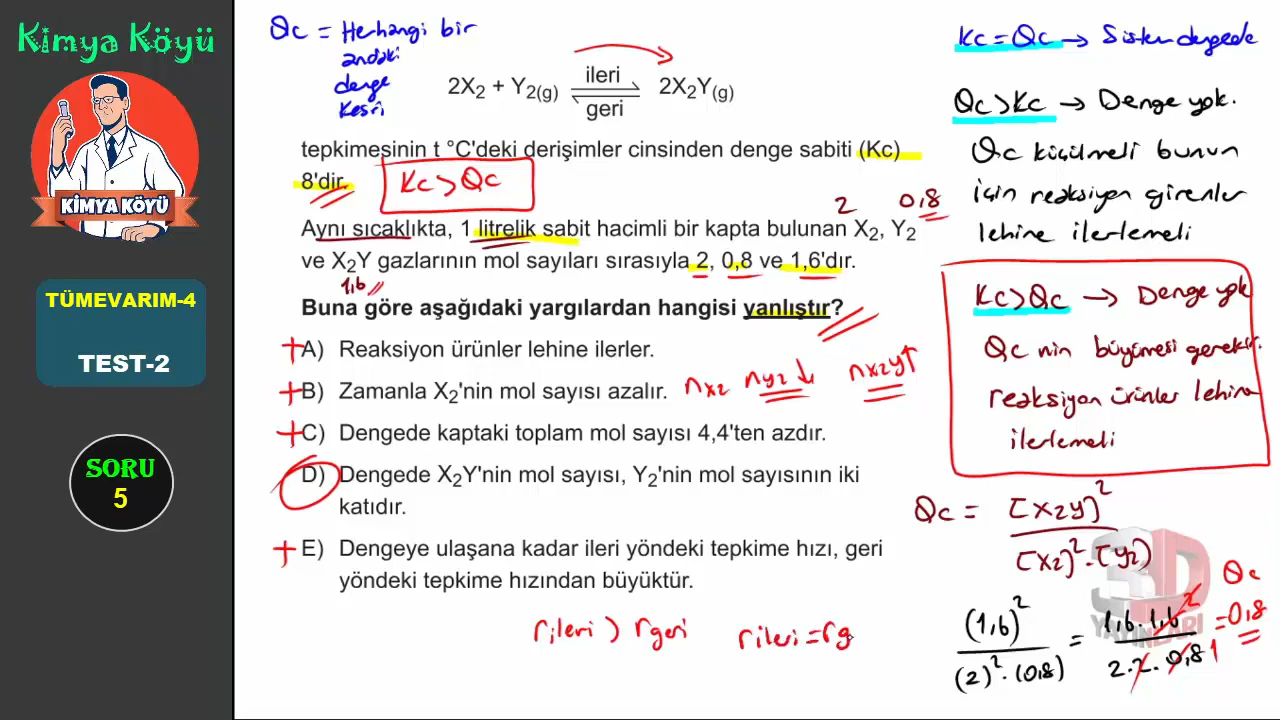 Kimya Köyü
KİMYA KÖYÜ
TÜMEVARIM-4
TEST-2
SORU
5
Qc = Herhangi bir
andaki
denge
kesri
2X₂ + Y₂(g) ileri 2X₂Y(g)
geri
tepkimesinin t °C'deki derişimler cinsinden denge sabiti (Kc)
8'dir.
Kc > Qc
2 0,8
Aynı sıcaklıkta, 1 litrelik sabit hacimli bir kapta bulunan X₂, Y₂
ve X₂Y gazlarının mol sayıları sırasıyla 2, 0,8 ve 1,6'dır.
1,6
Buna göre aşağıdaki yargılardan hangisi yanlıştır?
+A) Reaksiyon ürünler lehine ilerler.
+B) Zamanla X₂'nin mol sayısı azalır. nx2 ny2 ↓ nx2y↑
+C) Dengede kaptaki toplam mol sayısı 4,4'ten azdır.
D) Dengede X₂Y'nin mol sayısı, Y₂'nin mol sayısının iki
katıdır.
+E) Dengeye ulaşana kadar ileri yöndeki tepkime hızı, geri
yöndeki tepkime hızından büyüktür.
rileri > rgeri rileri = rg
Kc = Qc → Sistem dengede
Qc > Kc → Denge yok.
Qc küçülmeli bunun
için reaksiyon girenler
lehine ilerlemeli
Kc > Qc → Denge yok
Qc nin büyümesi gerekir.
reaksiyon ürünler lehine
ilerlemeli
Qc = [X2Y]²
[X2]² . [Y2]
3D
YAYINLARI
Qc
(1,6)² = 1,6 . 1,6 2 = 0,8
(2)² . (0,8) 2 . 2 . 0,8 1